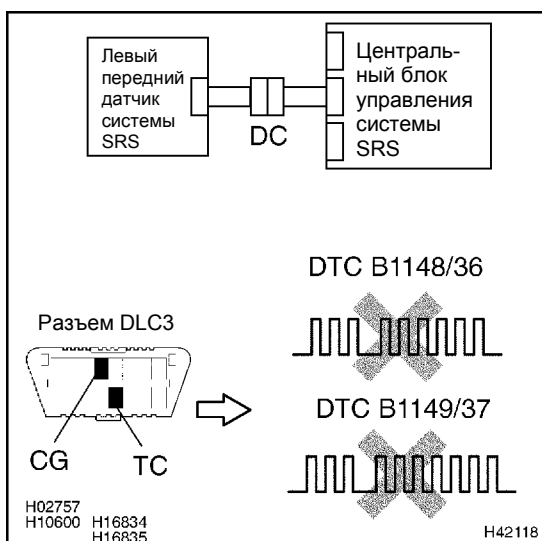 Левый
передний
датчик
системы
SRS
DC
Централь-
ный блок
управления
системы
SRS
DTC B1148/36
Разъем DLC3
DTC B1149/37
CG
TC
H02757
H10600 H16834
H16835
H42118